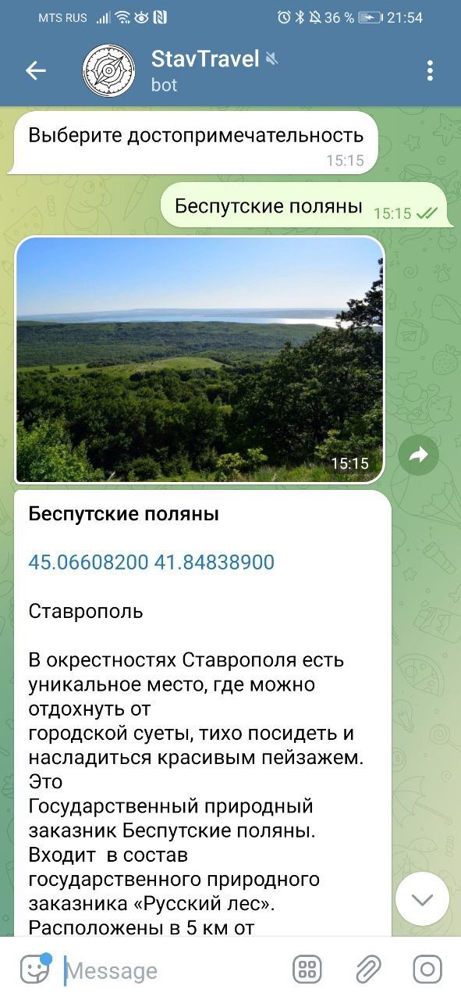 MTS RUS 36 % 21:54
StavTravel
bot
Выберите достопримечательность
15:15
Беспутские поляны 15:15
15:15
Беспутские поляны
45.06608200 41.84838900
Ставрополь
В окрестностях Ставрополя есть
уникальное место, где можно
отдохнуть от
городской суеты, тихо посидеть и
насладиться красивым пейзажем.
Это
Государственный природный
заказник Беспутские поляны.
Входит  в состав
государственного природного
заказника «Русский лес».
Расположены в 5 км от
Message